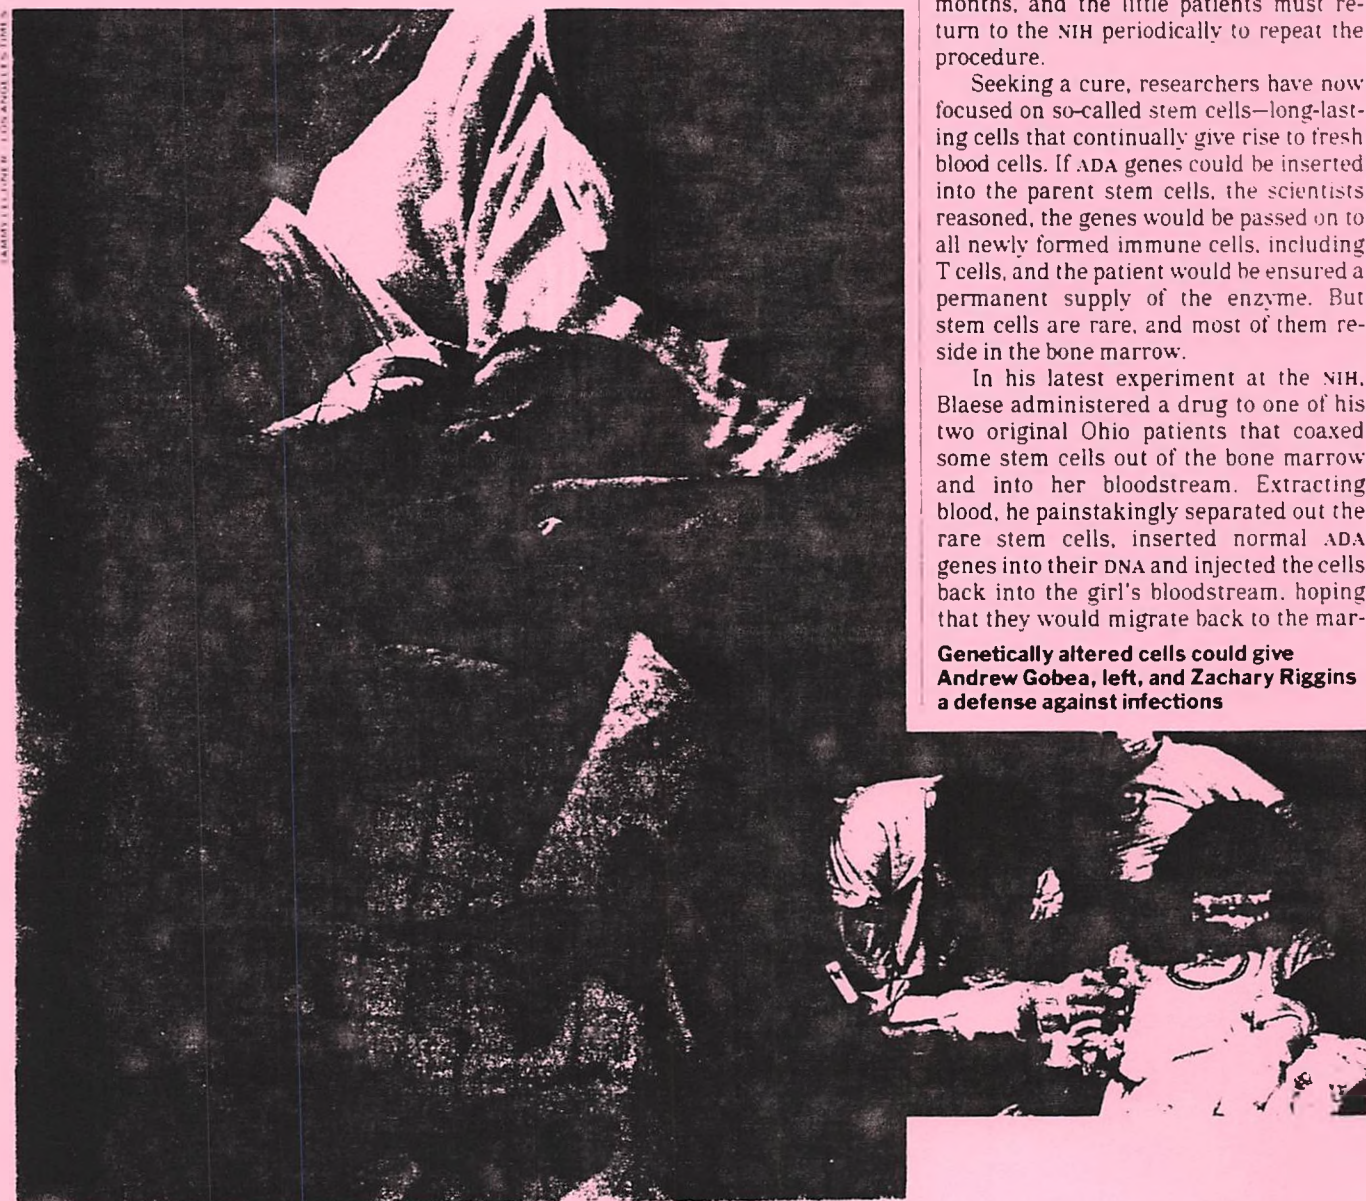 months, and the little patients must re-
turn to the NIH periodically to repeat the
procedure.
Seeking a cure, researchers have now
focused on so-called stem cells—long-last-
ing cells that continually give rise to fresh
blood cells. If ADA genes could be inserted
into the parent stem cells, the scientists
reasoned, the genes would be passed on to
all newly formed immune cells, including
T cells, and the patient would be ensured a
permanent supply of the enzyme. But
stem cells are rare, and most of them re-
side in the bone marrow.
In his latest experiment at the NIH,
Blaese administered a drug to one of his
two original Ohio patients that coaxed
some stem cells out of the bone marrow
and into her bloodstream. Extracting
blood, he painstakingly separated out the
rare stem cells, inserted normal ADA
genes into their DNA and injected the cells
back into the girl's bloodstream, hoping
that they would migrate back to the mar-
Genetically altered cells could give
Andrew Gobea, left, and Zachary Riggins
a defense against infections
LOS ANGELES TIMES